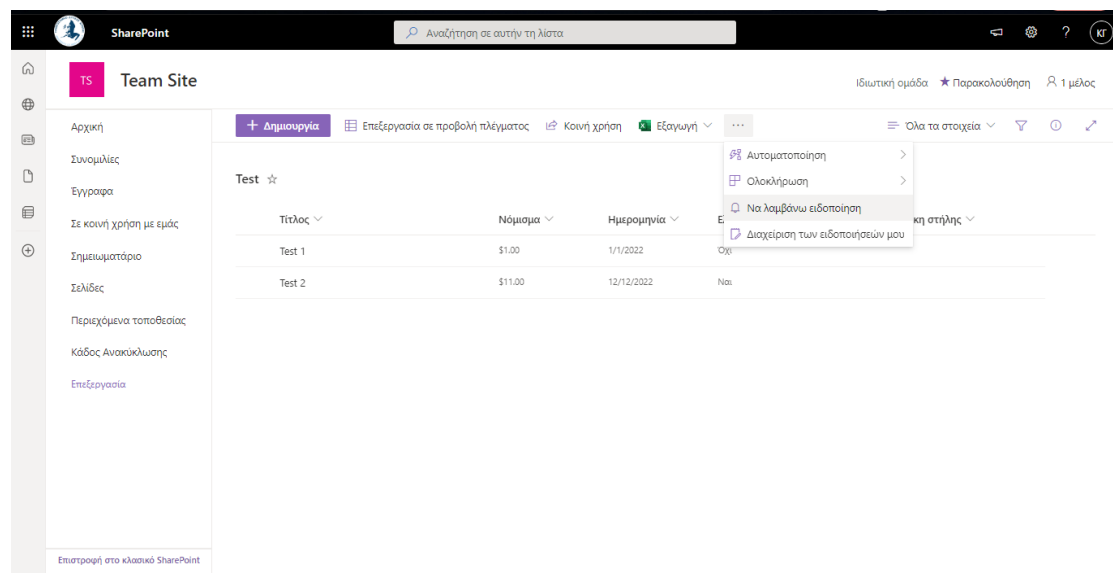 SharePoint
Αναζήτηση σε αυτήν τη λίστα
?
ΚΓ
TS
Team Site
Ιδιωτική ομάδα ★ Παρακολούθηση 1 μέλος
Αρχική
Συνομιλίες
Έγγραφα
Σε κοινή χρήση με εμάς
Σημειωματάριο
Σελίδες
Περιεχόμενα τοποθεσίας
Κάδος Ανακύκλωσης
Επεξεργασία
Επιστροφή στο κλασικό SharePoint
+ Δημιουργία Επεξεργασία σε προβολή πλέγματος Κοινή χρήση Εξαγωγή ··· Όλα τα στοιχεία
Αυτοματοποίηση
Ολοκλήρωση
Να λαμβάνω ειδοποίηση
Διαχείριση των ειδοποιήσεών μου
Test
Τίτλος Νόμισμα Ημερομηνία στήλης
Test 1 $1.00 1/1/2022 Όχι
Test 2 $11.00 12/12/2022 Ναι